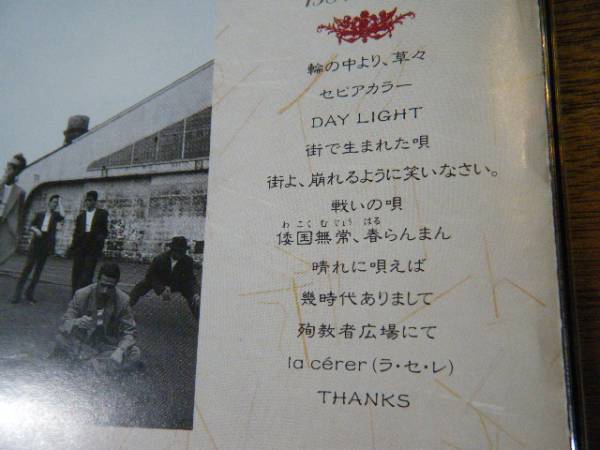 輪の中より、草々
セピアカラー
DAY LIGHT
街で生まれた唄
街よ、崩れるように笑いなさい。
戦いの唄
わこくむじょう はる
倭国無常、春らんまん
晴れに唄えば
幾時代ありまして
殉教者広場にて
la cérer (ラ・セ・レ)
THANKS